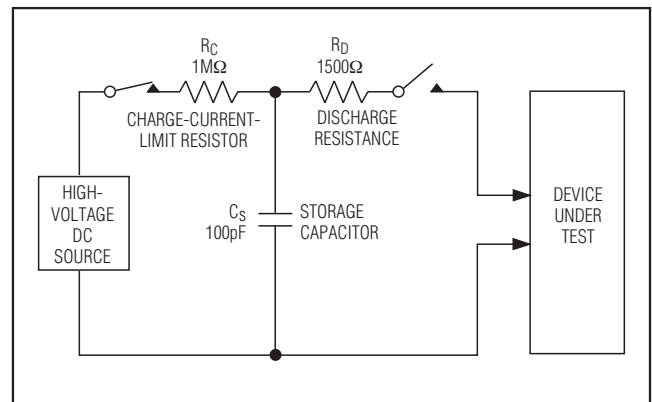 R_C
1MΩ
CHARGE-CURRENT-
LIMIT RESISTOR
R_D
1500Ω
DISCHARGE
RESISTANCE
HIGH-
VOLTAGE
DC
SOURCE
C_S
100pF
STORAGE
CAPACITOR
DEVICE
UNDER
TEST